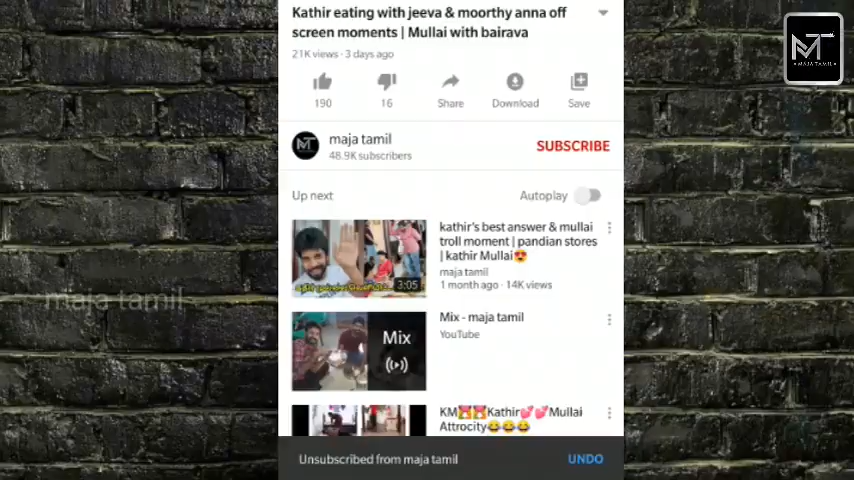 Kathir eating with jeeva & moorthy anna off
screen moments | Mullai with bairava
21K views · 3 days ago
190
16
Share
Download
Save
MT
MAJA TAMIL
maja tamil
48.9K subscribers
SUBSCRIBE
Up next
Autoplay
kathir's best answer & mullai
troll moment | pandian stores
| kathir Mullai😍
maja tamil
1 month ago · 14K views
3:05
Mix - maja tamil
YouTube
Mix
KM💏💏Kathir💕💕Mullai
Attrocity😂😂😂
Unsubscribed from maja tamil
UNDO
maja tamil